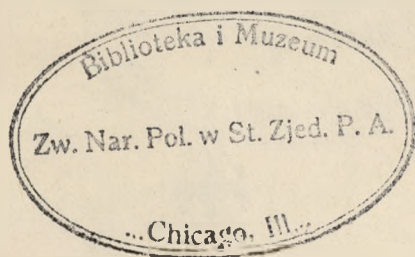 Biblioteka i Muzeum
Zw. Nar. Pol. w St. Zjed. P. A.
...Chicago, Ill...